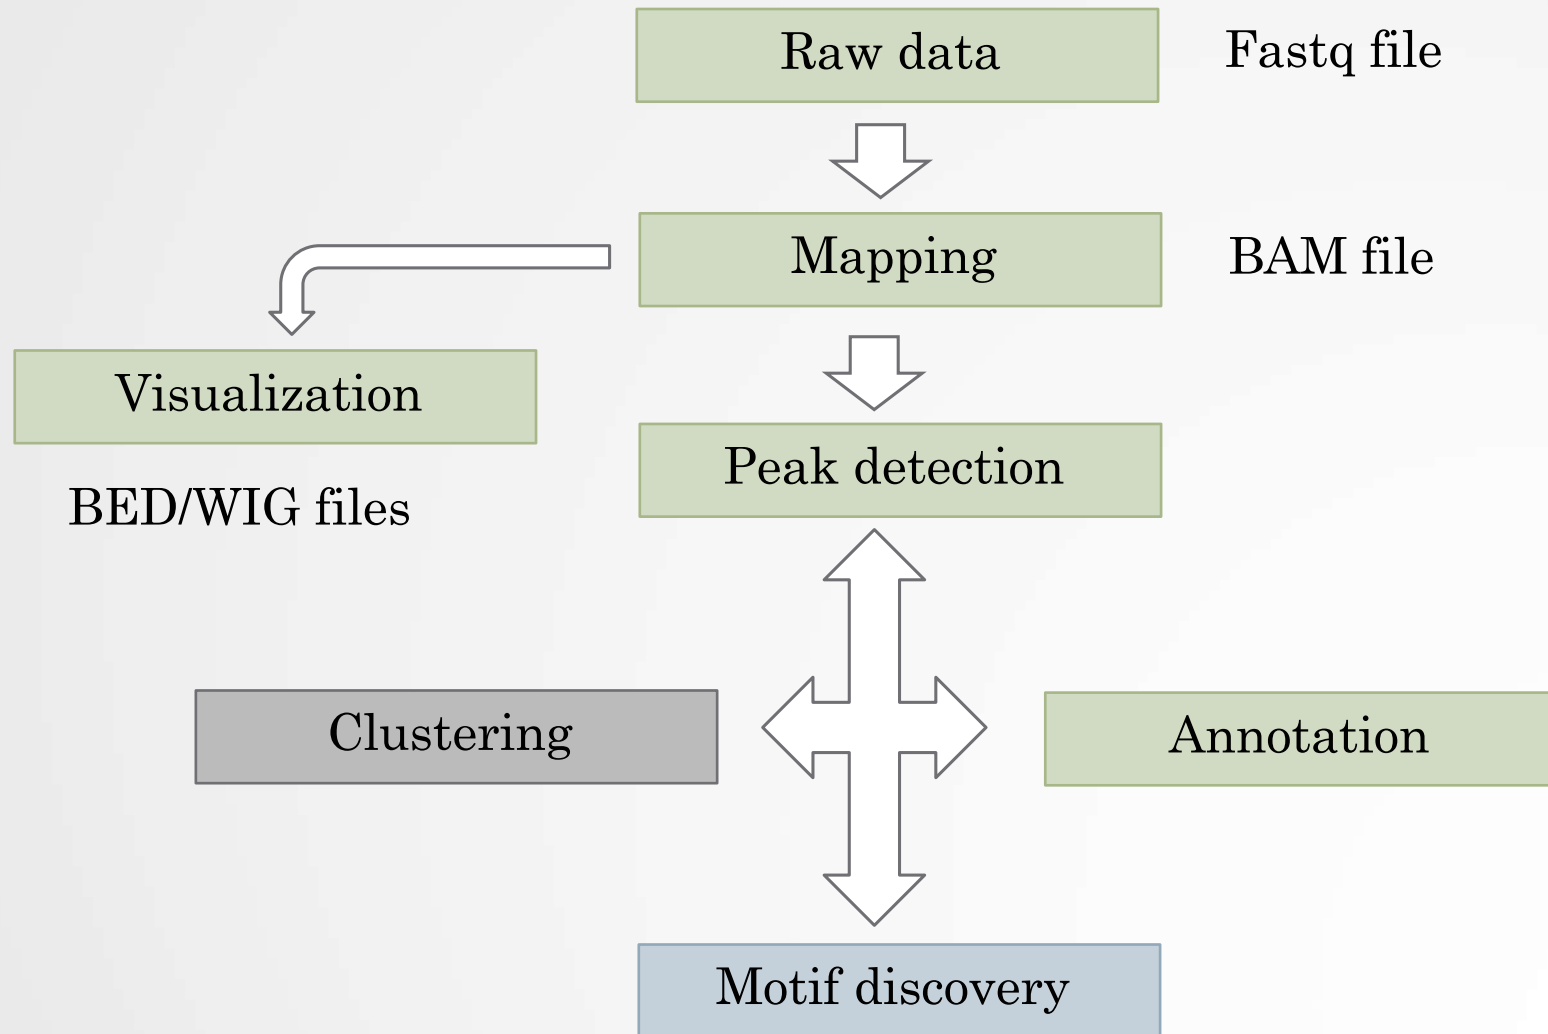 Raw data
Fastq file
Mapping
BAM file
Visualization
BED/WIG files
Peak detection
Clustering
Annotation
Motif discovery